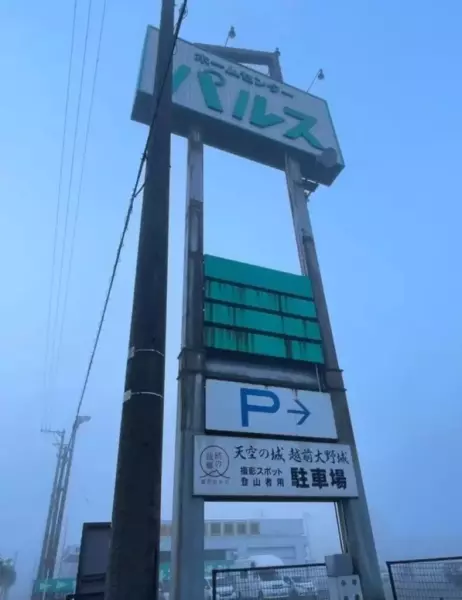 ホームセンター
パルス
P→
天空の城 越前大野城
撮影スポット
登山者用
駐車場